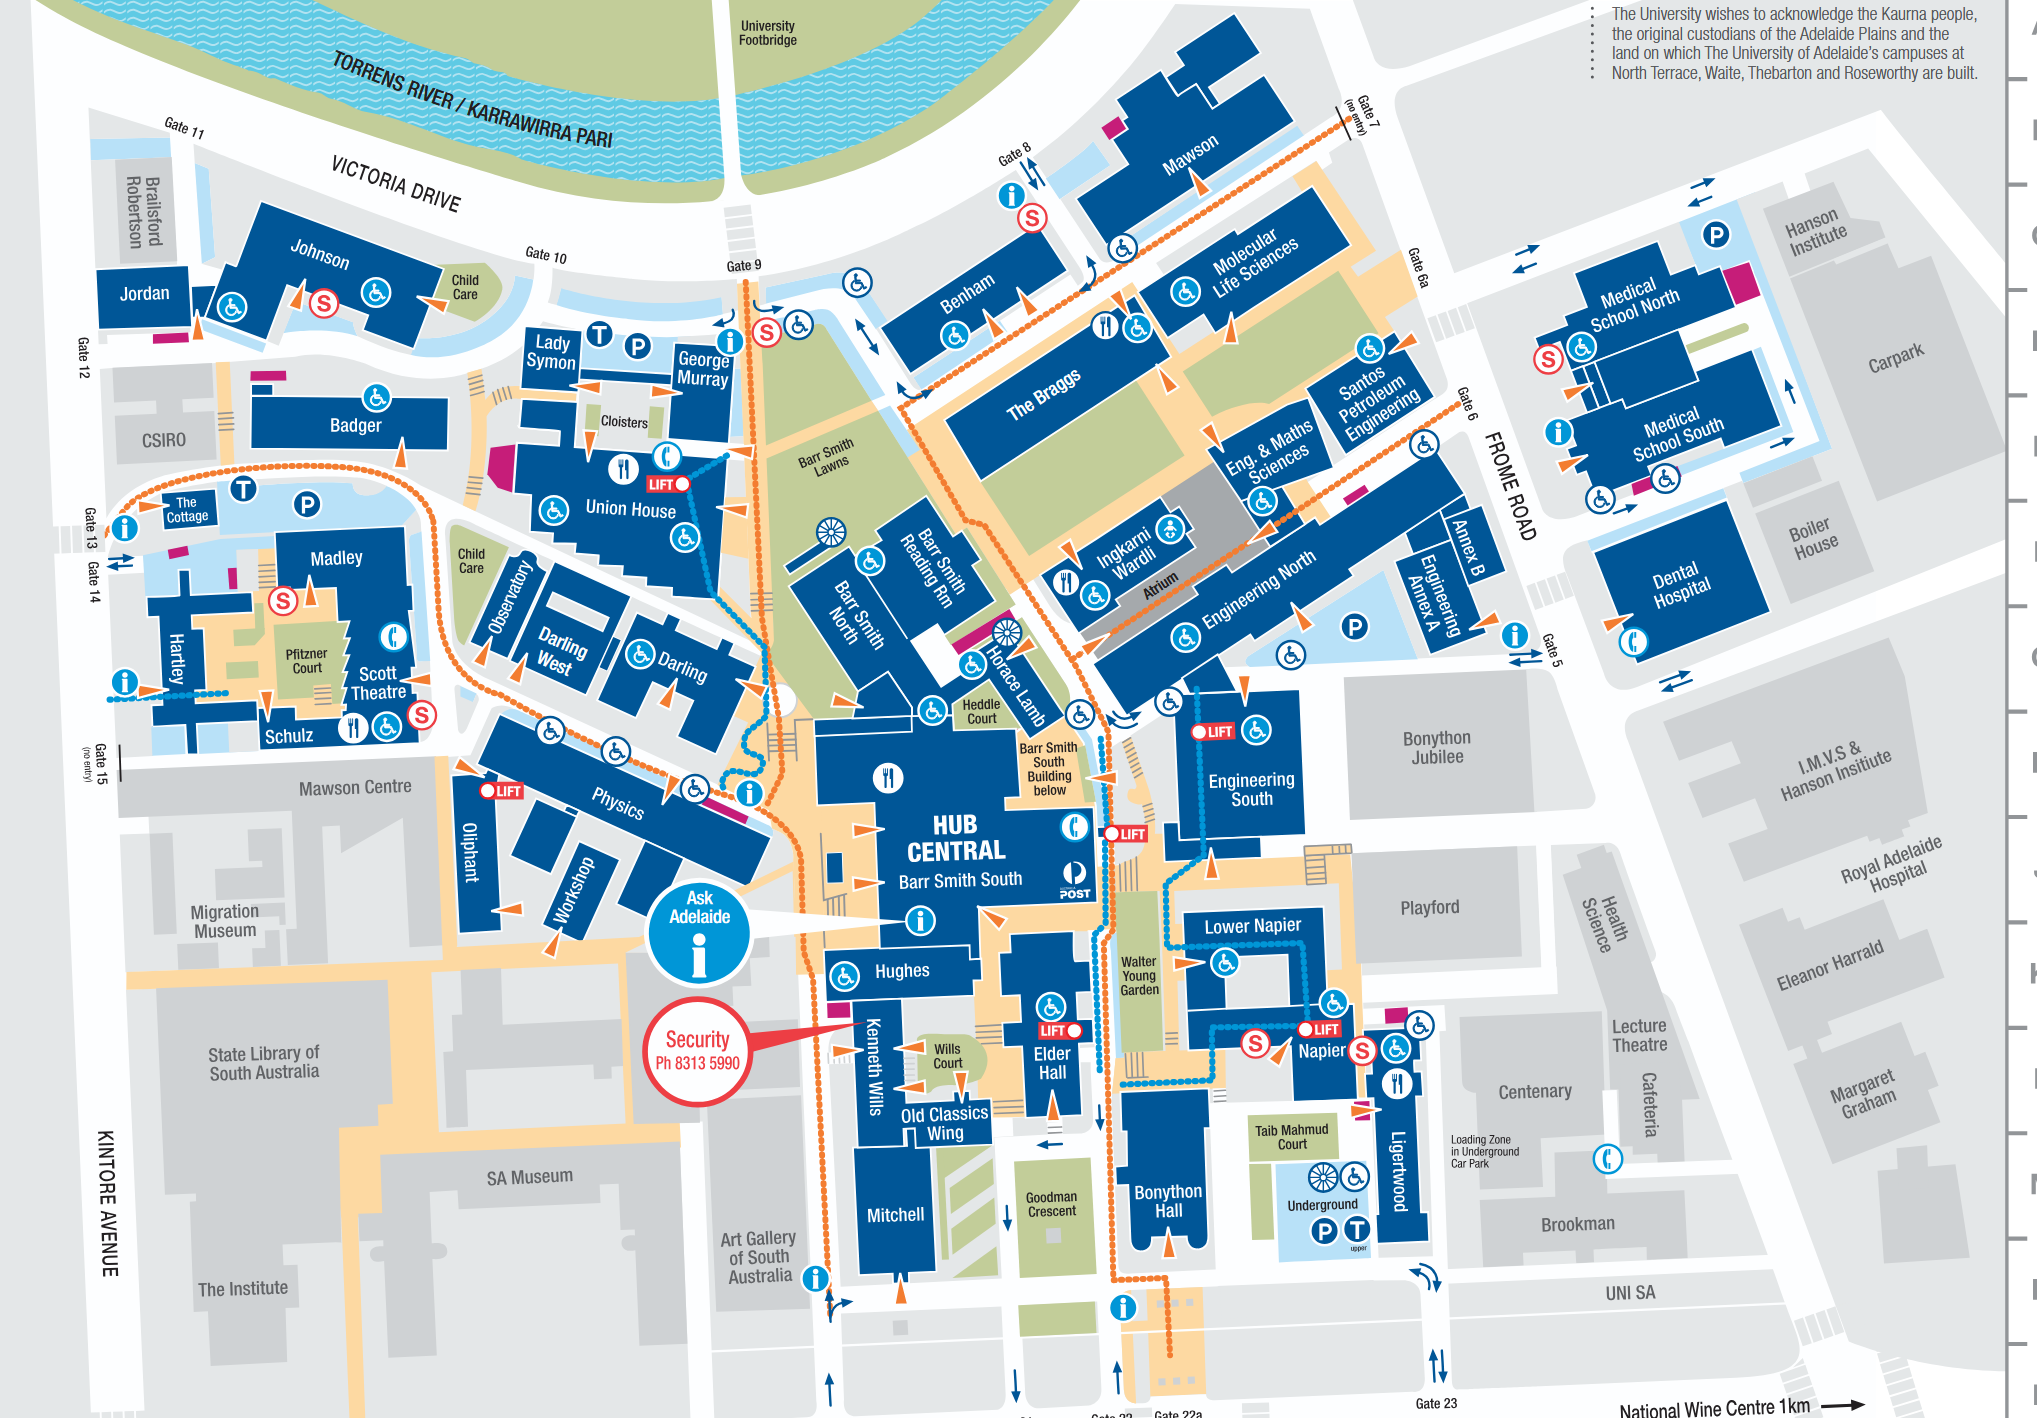 The University wishes to acknowledge the Kaurna people,
the original custodians of the Adelaide Plains and the
land on which The University of Adelaide's campuses at
North Terrace, Waite, Thebarton and Roseworthy are built.
University
Footbridge
TORRENS RIVER / KARRAWIRRA PARI
VICTORIA DRIVE
Gate 11
Gate 10
Gate 9
Gate 8
Gate 7
(no entry)
Gate 6a
Gate 6
FROME ROAD
Brailsford
Robertson
Jordan
Johnson
S
Child
Care
Gate 12
CSIRO
Badger
Lady
Symon
T
P
George
Murray
i
S
Cloisters
Union House
LIFT
Barr Smith
Lawns
i
S
Benham
Mawson
Molecular
Life Sciences
The Braggs
Santos
Petroleum
Engineering
Eng. & Maths
Sciences
Ingkarni
Wardli
Atrium
Engineering North
Engineering
Annex A
Annex B
P
Hanson
Institute
Medical
School North
S
Carpark
i
Medical
School South
Boiler
House
Dental
Hospital
i
Gate 5
P
The
Cottage
T
P
Gate 13
i
Gate 14
Madley
S
Hartley
Pfitzner
Court
Scott
Theatre
S
i
Schulz
Gate 15
(no entry)
Child
Care
Observatory
Darling
West
Darling
Barr Smith
North
Barr Smith
Reading Rm
Horace Lamb
Heddle
Court
Barr Smith
South
Building
below
Mawson Centre
Physics
i
LIFT
Oliphant
Workshop
HUB
CENTRAL
Barr Smith South
POST
i
LIFT
LIFT
Engineering
South
Bonython
Jubilee
I.M.V.S &
Hanson Insitiute
Royal Adelaide
Hospital
Migration
Museum
Ask
Adelaide
i
Hughes
Security
Ph 8313 5990
Kenneth Wills
Wills
Court
Old Classics
Wing
Elder
Hall
LIFT
Walter
Young
Garden
Lower Napier
Playford
Health
Science
Eleanor Harrald
Lecture
Theatre
S
LIFT
Napier
S
Centenary
Cafeteria
Margaret
Graham
State Library of
South Australia
SA Museum
KINTORE AVENUE
The Institute
Art Gallery
of South
Australia
i
Mitchell
Goodman
Crescent
Bonython
Hall
i
Taib Mahmud
Court
Underground
P
T
upper
Ligertwood
Loading Zone
in Underground
Car Park
Brookman
UNI SA
Gate 22a
Gate 23
National Wine Centre 1km